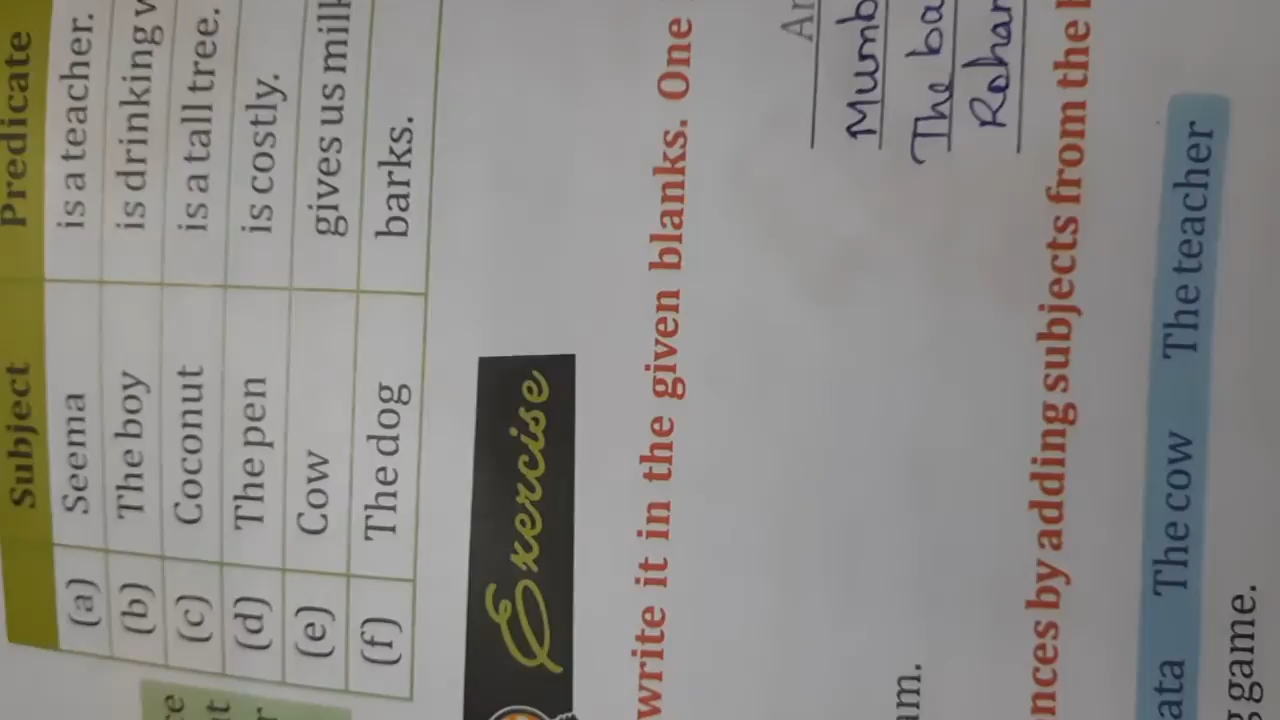 Subject Predicate
(a) Seema is a teacher.
(b) The boy is drinking
(c) Coconut is a tall tree.
(d) The pen is costly.
(e) Cow gives us milk
(f) The dog barks.
Exercise
write it in the given blanks. One
Mumb
The ba
am. Rohan
nces by adding subjects from the
ata The cow The teacher
game.